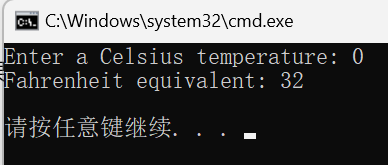 C:\Windows\system32\cmd.exe
Enter a Celsius temperature: 0
Fahrenheit equivalent: 32
请按任意键继续. . .